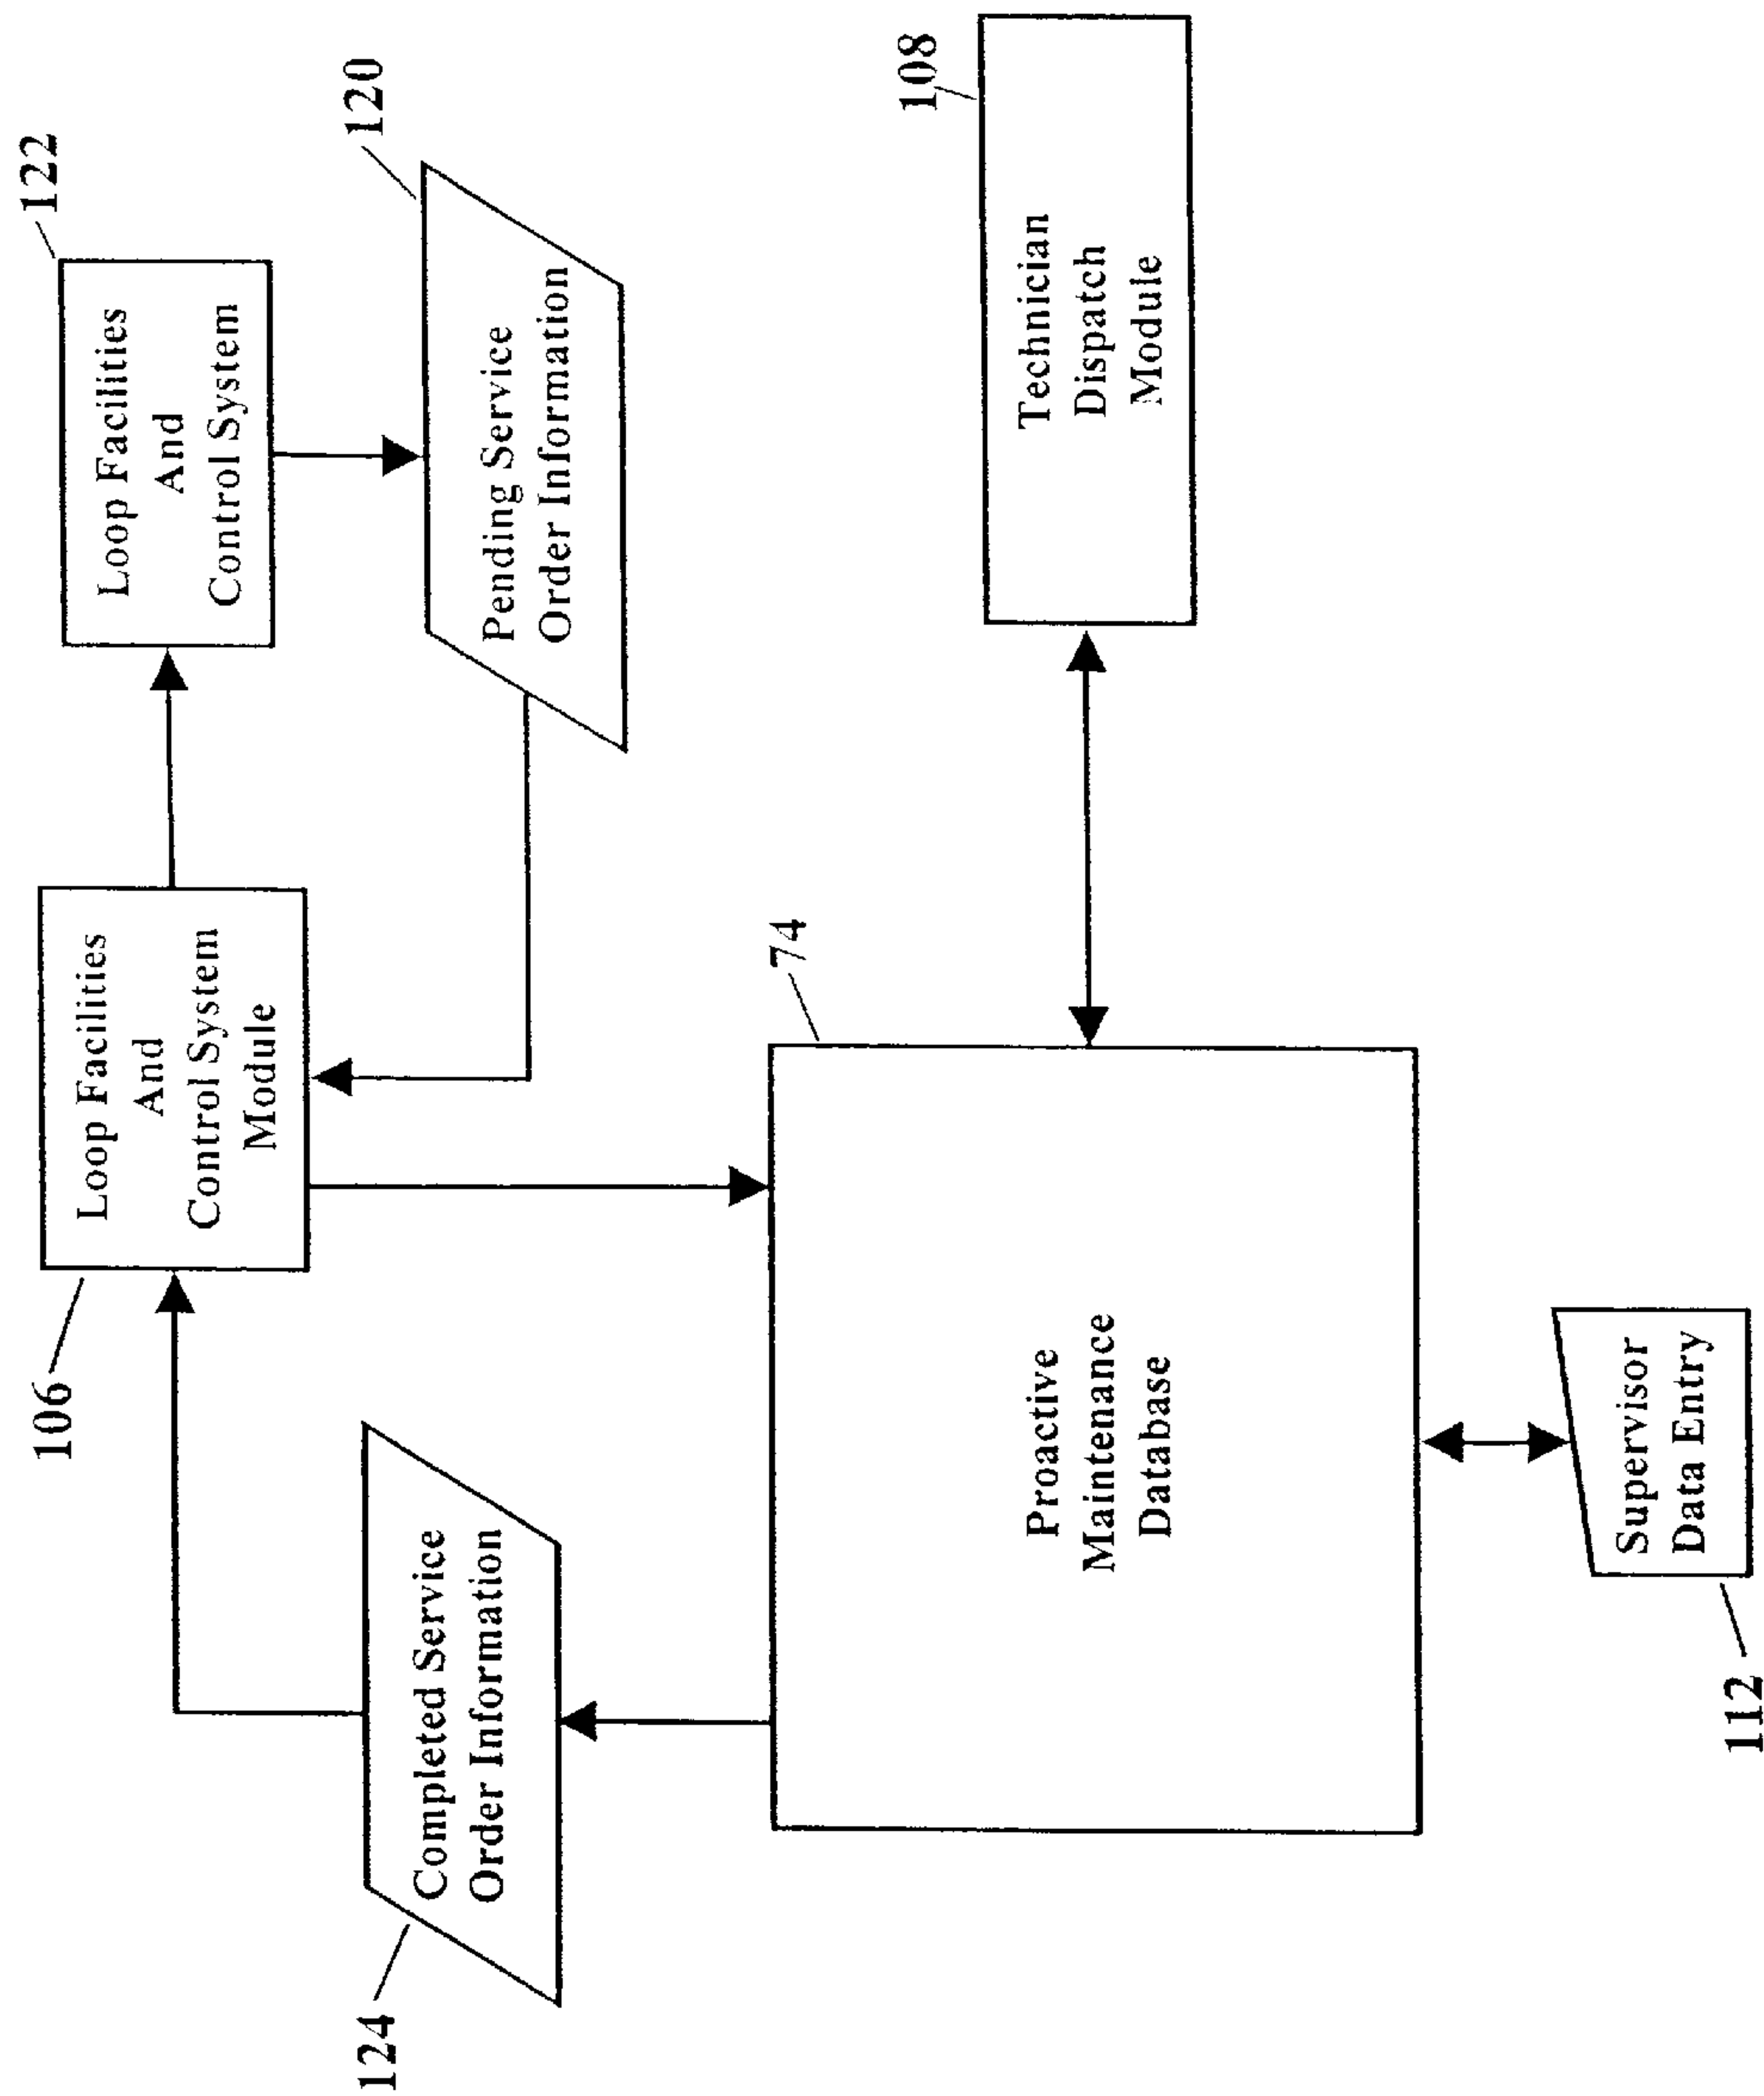 106
Loop Facilities
And
Control System
Module
122
Loop Facilities
And
Control System
124
Completed Service
Order Information
120
Pending Service
Order Information
74
Proactive
Maintenance
Database
108
Technician
Dispatch
Module
112
Supervisor
Data Entry